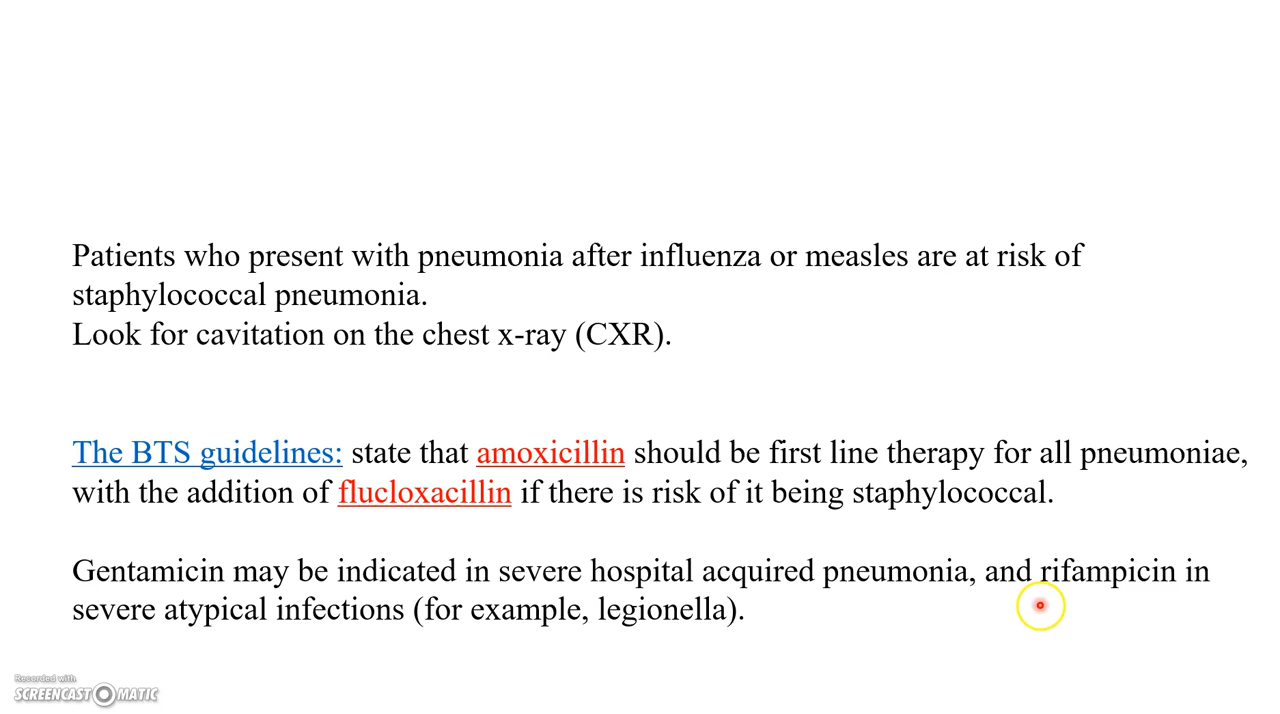 Patients who present with pneumonia after influenza or measles are at risk of
staphylococcal pneumonia.
Look for cavitation on the chest x-ray (CXR).
The BTS guidelines: state that amoxicillin should be first line therapy for all pneumoniae,
with the addition of flucloxacillin if there is risk of it being staphylococcal.
Gentamicin may be indicated in severe hospital acquired pneumonia, and rifampicin in
severe atypical infections (for example, legionella).
Recorded with
SCREENCAST MATIC